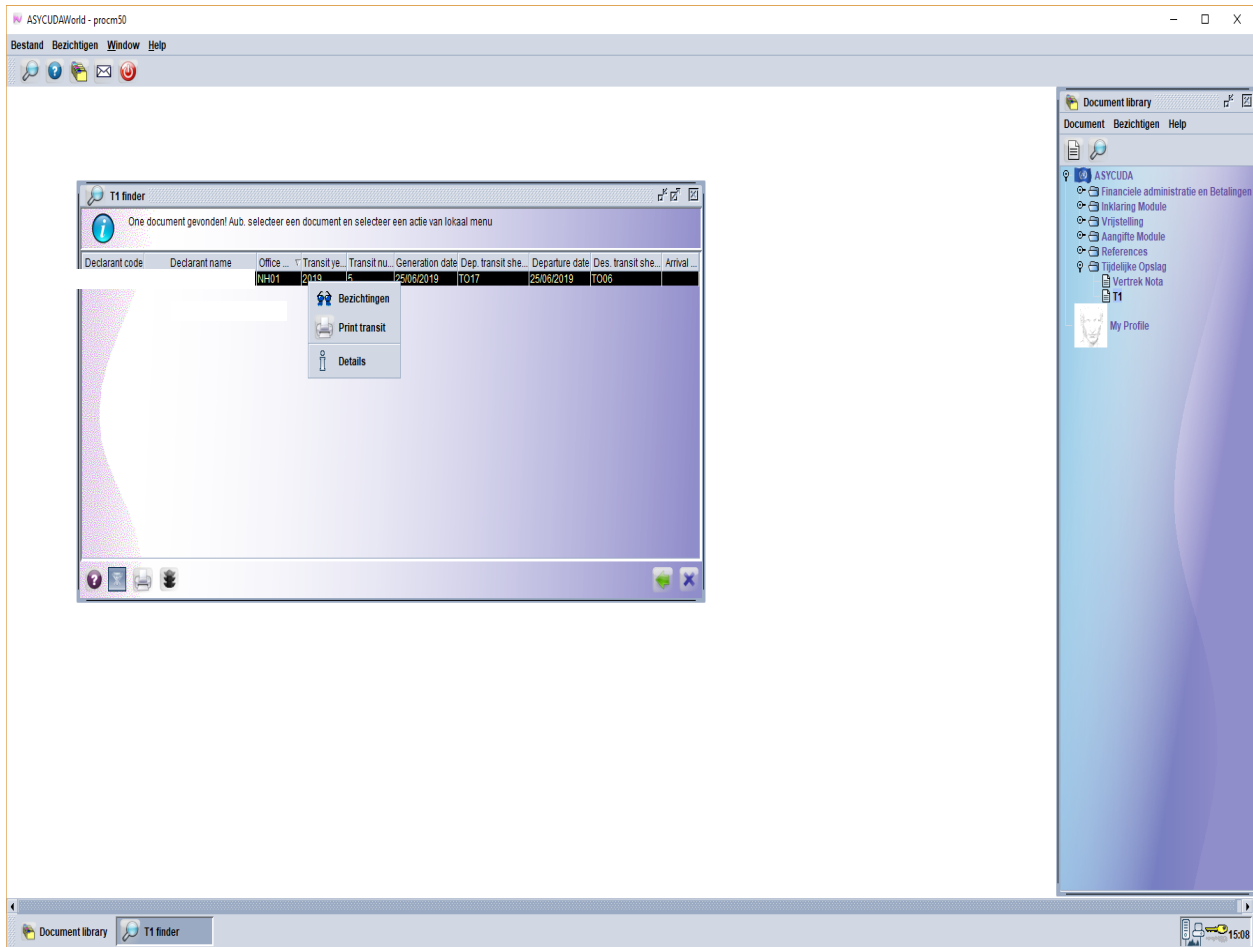 ASYCUDAWorld - procm50
Bestand Bezichtigen Window Help
Document library
Document Bezichtigen Help
ASYCUDA
Financiele administratie en Betalingen
Inklaring Module
Vrijstelling
Aangifte Module
References
Tijdelijke Opslag
Vertrek Nota
T1
My Profile
T1 finder
One document gevonden! Aub. selecteer een document en selecteer een actie van lokaal menu
Declarant code Declarant name Office ... Transit ye... Transit nu... Generation date Dep. transit she... Departure date Des. transit she... Arrival ...
NH01 2019 5 25/06/2019 TO17 25/06/2019 TO06
Bezichtingen
Print transit
Details
Document library T1 finder 15:08